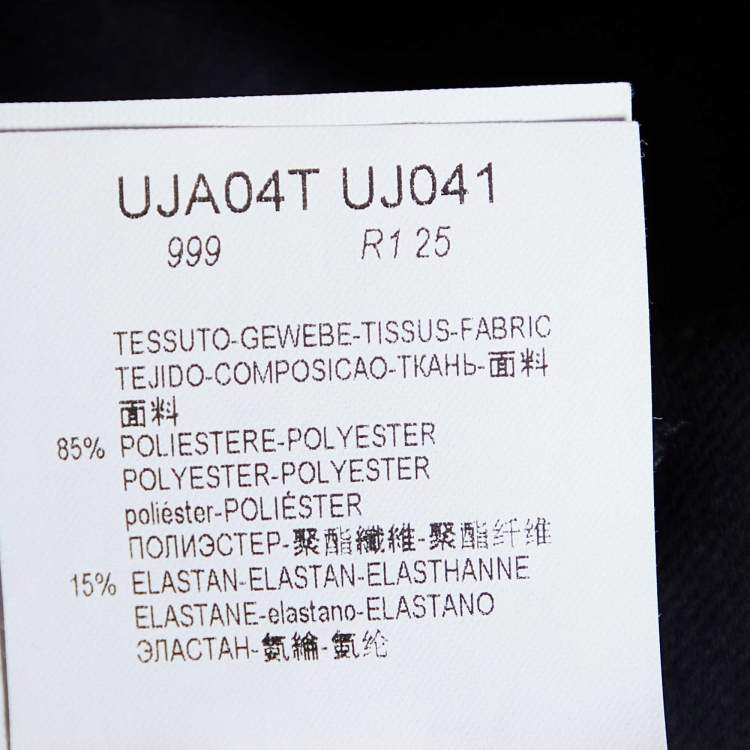 UJA04T UJ041
999 R1 25
TESSUTO-GEWEBE-TISSUS-FABRIC
TEJIDO-COMPOSICAO-ТКАНЬ-面料
面料
85% POLIESTERE-POLYESTER
POLYESTER-POLYESTER
poliéster-POLIÉSTER
ПОЛИЭСТЕР-聚酯纖維-聚酯纤维
15% ELASTAN-ELASTAN-ELASTHANNE
ELASTANE-elastano-ELASTANO
ЭЛАСТАН-氨綸-氨纶